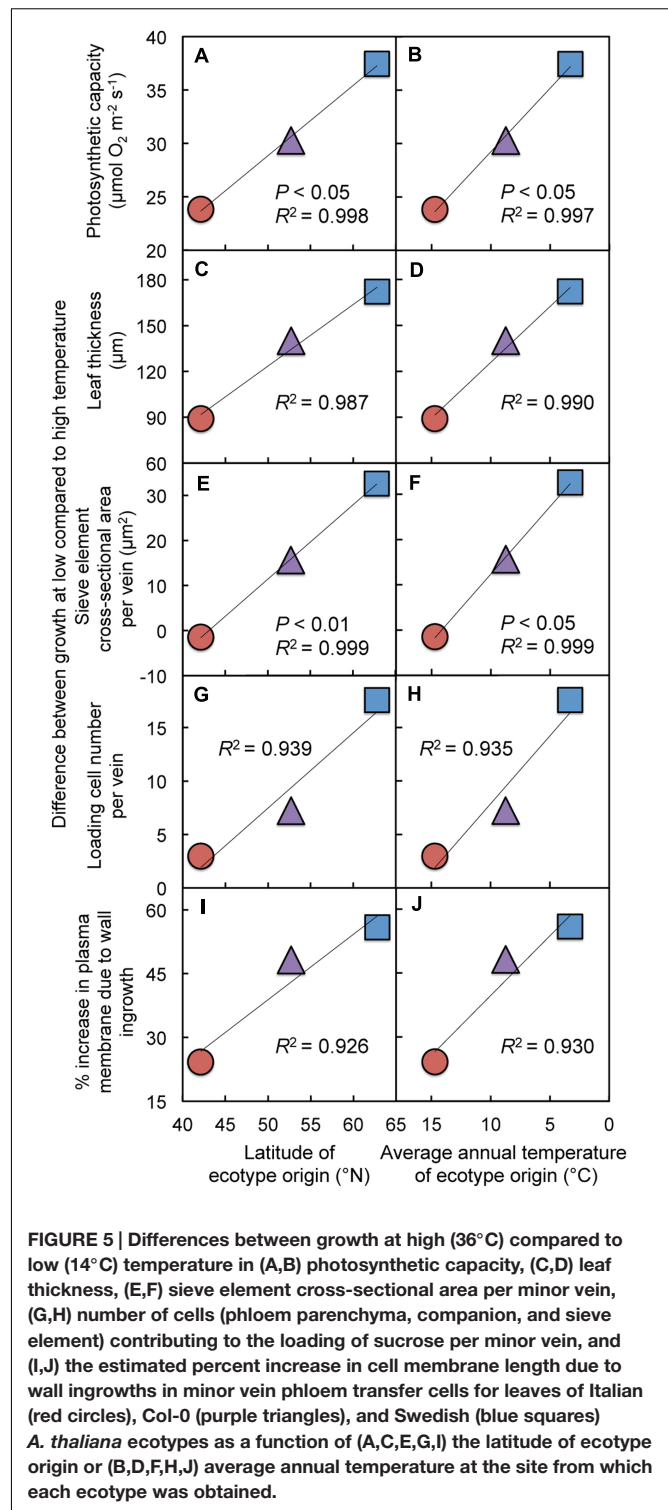 Difference between growth at low compared to high temperature
Photosynthetic capacity
(µmol O2 m-2 s-1)
40
35
30
25
20
A
P < 0.05
R2 = 0.998
B
P < 0.05
R2 = 0.997
Leaf thickness
(µm)
180
150
120
90
60
C
R2 = 0.987
D
R2 = 0.990
Sieve element
cross-sectional area
per vein (µm2)
30
20
10
0
-10
E
P < 0.01
R2 = 0.999
F
P < 0.05
R2 = 0.999
Loading cell number
per vein
15
10
5
0
G
R2 = 0.939
H
R2 = 0.935
% increase in plasma
membrane due to wall
ingrowth
60
45
30
15
I
R2 = 0.926
J
R2 = 0.930
40 45 50 55 60 65 15 10 5 0
Latitude of
ecotype origin (°N)
Average annual temperature
of ecotype origin (°C)
FIGURE 5 | Differences between growth at high (36°C) compared to
low (14°C) temperature in (A,B) photosynthetic capacity, (C,D) leaf
thickness, (E,F) sieve element cross-sectional area per minor vein,
(G,H) number of cells (phloem parenchyma, companion, and sieve
element) contributing to the loading of sucrose per minor vein, and
(I,J) the estimated percent increase in cell membrane length due to
wall ingrowths in minor vein phloem transfer cells for leaves of Italian
(red circles), Col-0 (purple triangles), and Swedish (blue squares)
A. thaliana ecotypes as a function of (A,C,E,G,I) the latitude of ecotype
origin or (B,D,F,H,J) average annual temperature at the site from which
each ecotype was obtained.